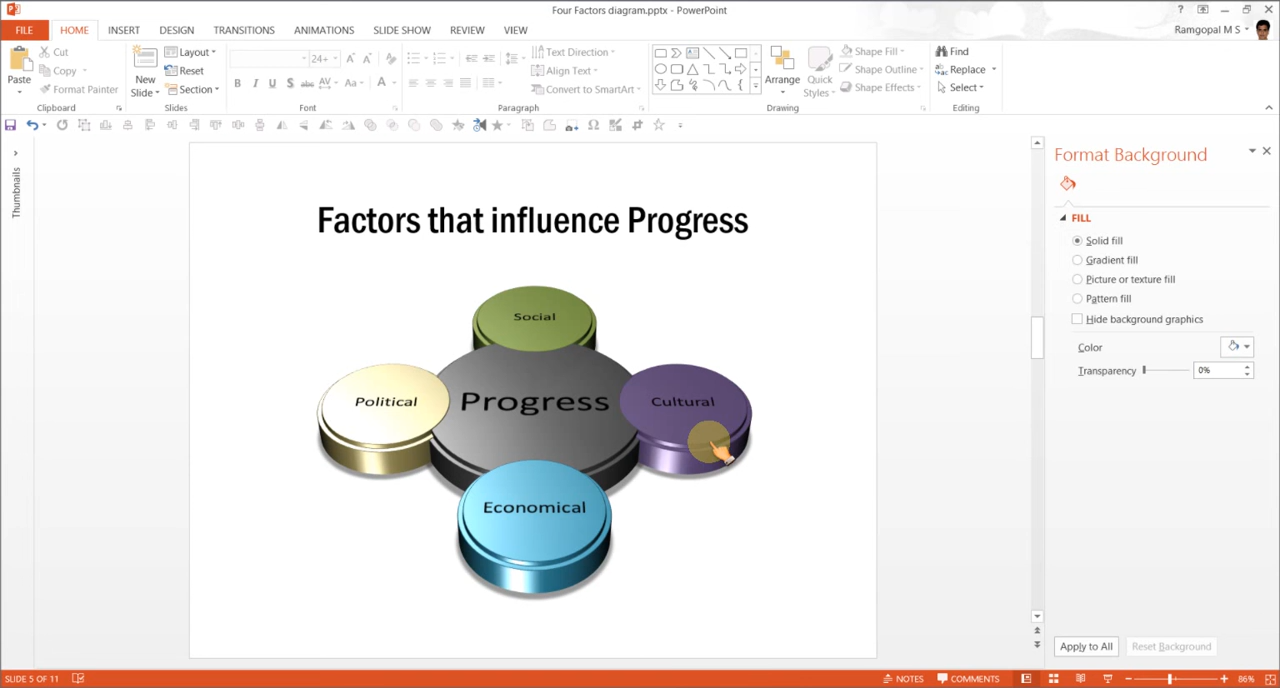 Four Factors diagram.pptx - PowerPoint
FILE HOME INSERT DESIGN TRANSITIONS ANIMATIONS SLIDE SHOW REVIEW VIEW Ramgopal M S
Paste
Cut
Copy
Format Painter
Clipboard
New Slide
Layout
Reset
Section
Slides
24+
B I U S abc AV Aa A
Font
Paragraph
Text Direction
Align Text
Convert to SmartArt
Arrange
Quick Styles
Shape Fill
Shape Outline
Shape Effects
Drawing
Find
Replace
Select
Editing
Thumbnails
Factors that influence Progress
Social
Political
Progress
Cultural
Economical
Format Background
FILL
Solid fill
Gradient fill
Picture or texture fill
Pattern fill
Hide background graphics
Color
Transparency 0%
Apply to All Reset Background
SLIDE 5 OF 11 NOTES COMMENTS 86%